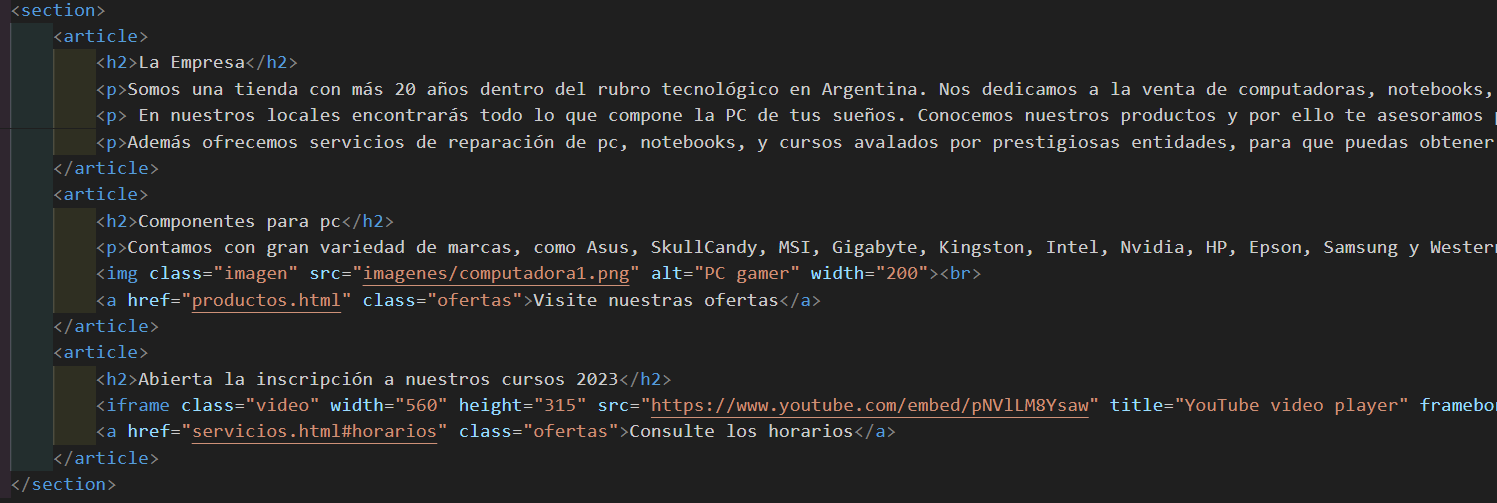 <section>
<article>
<h2>La Empresa</h2>
<p>Somos una tienda con más 20 años dentro del rubro tecnológico en Argentina. Nos dedicamos a la venta de computadoras, notebooks,
<p> En nuestros locales encontrarás todo lo que compone la PC de tus sueños. Conocemos nuestros productos y por ello te asesoramos
<p>Además ofrecemos servicios de reparación de pc, notebooks, y cursos avalados por prestigiosas entidades, para que puedas obtener
</article>
<article>
<h2>Componentes para pc</h2>
<p>Contamos con gran variedad de marcas, como Asus, SkullCandy, MSI, Gigabyte, Kingston, Intel, Nvidia, HP, Epson, Samsung y Western
<img class="imagen" src="imagenes/computadora1.png" alt="PC gamer" width="200"><br>
<a href="productos.html" class="ofertas">Visite nuestras ofertas</a>
</article>
<article>
<h2>Abierta la inscripción a nuestros cursos 2023</h2>
<iframe class="video" width="560" height="315" src="https://www.youtube.com/embed/pNVlLM8Ysaw" title="YouTube video player" framebor
<a href="servicios.html#horarios" class="ofertas">Consulte los horarios</a>
</article>
</section>